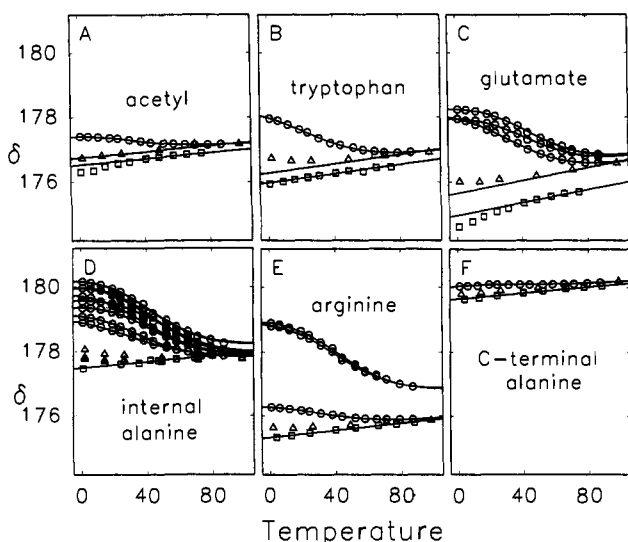 A
B
C
180
178
176
δ
acetyl
tryptophan
glutamate
D
E
F
180
178
176
δ
internal
alanine
arginine
C-terminal
alanine
0 40 80 0 40 80 0 40 80
Temperature